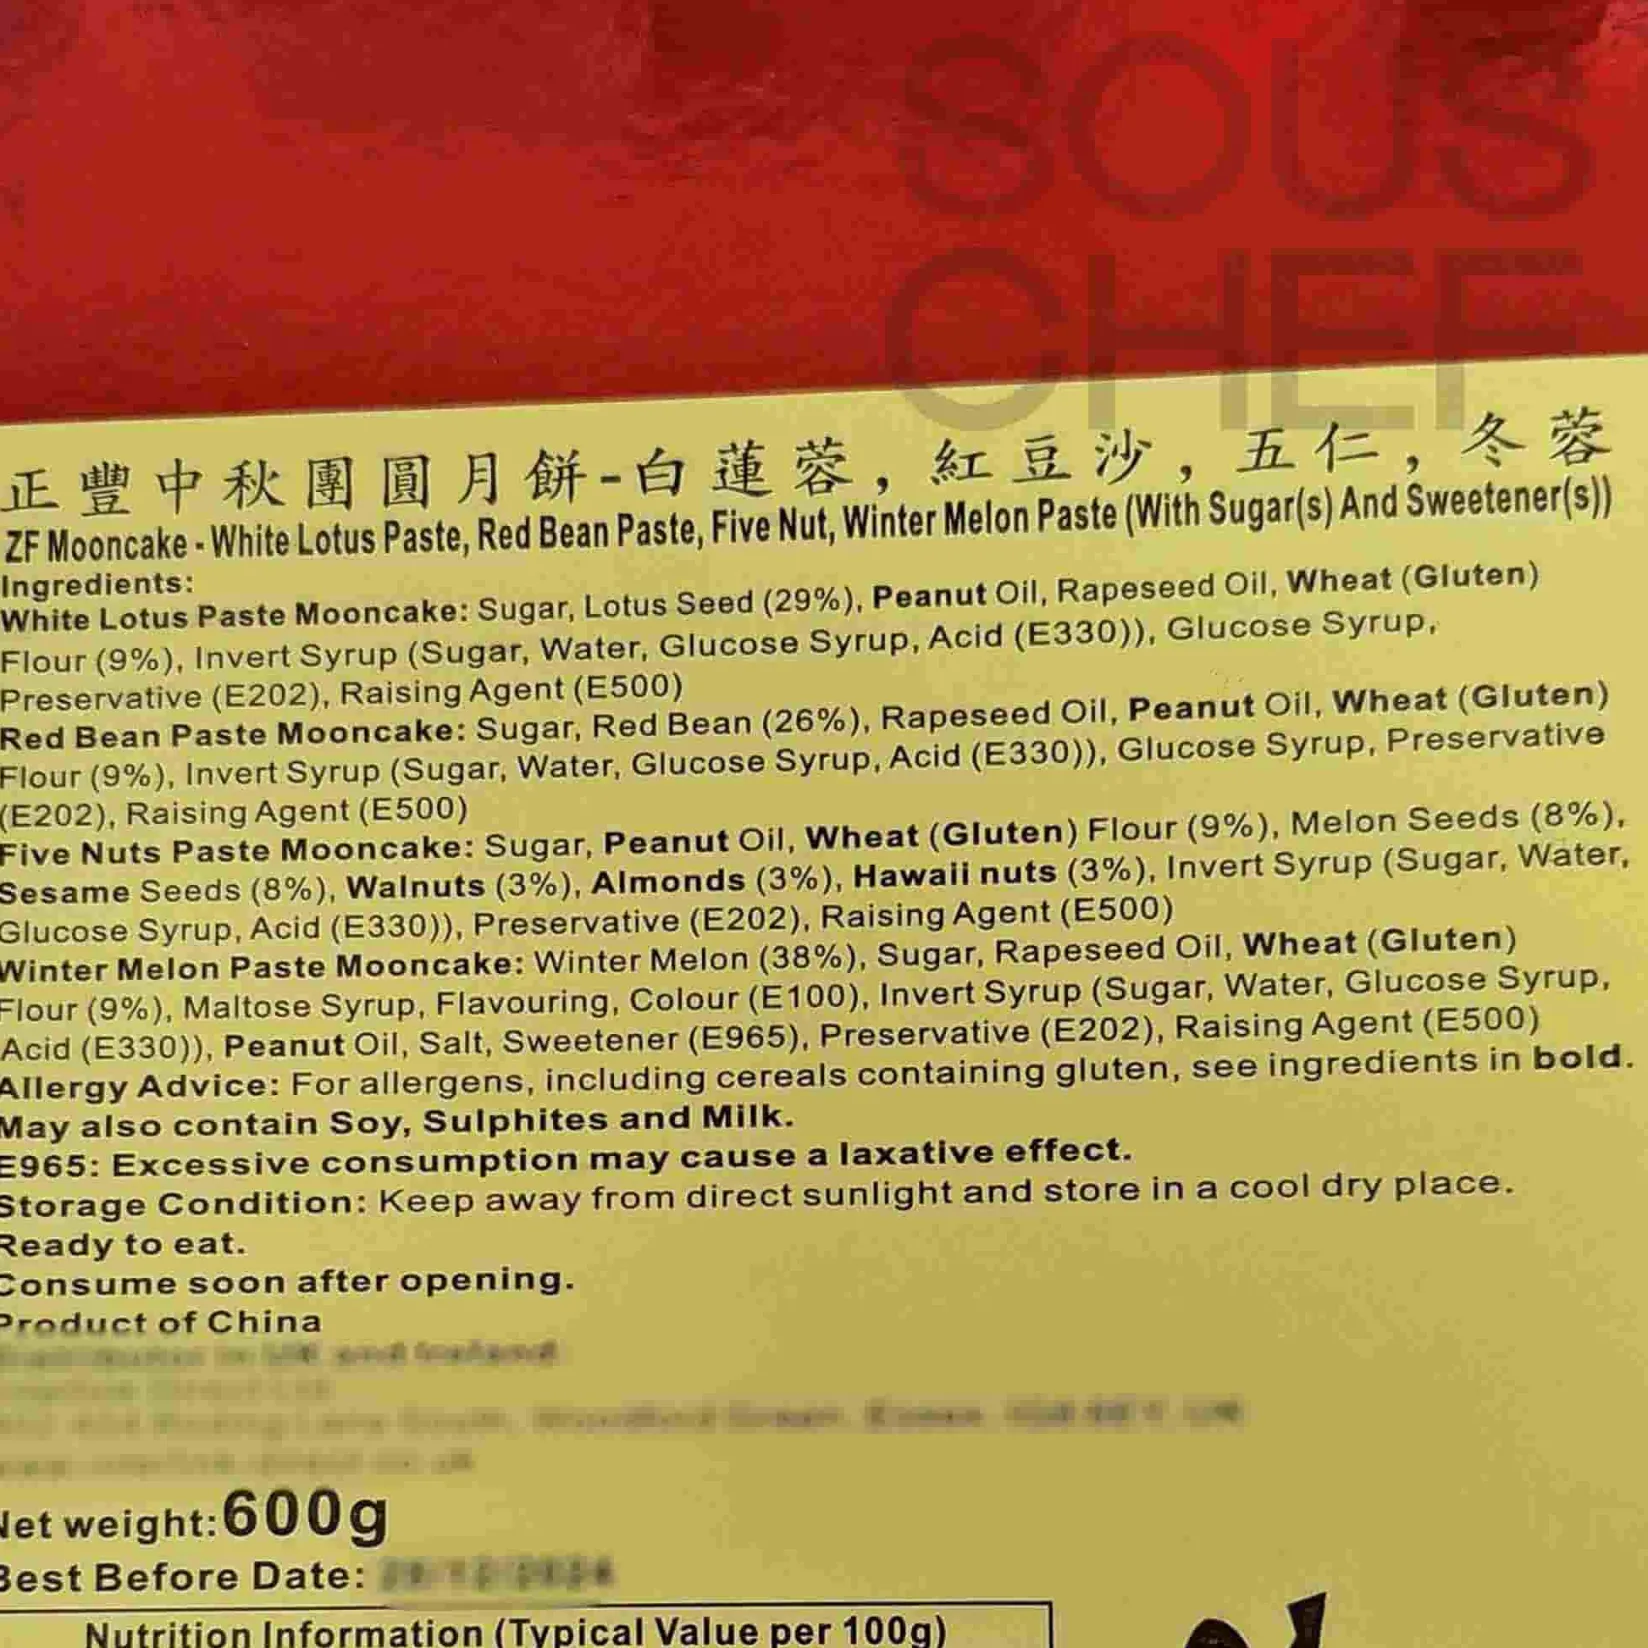 SOUS
CHEF
正豐中秋團圓月餅-白蓮蓉，紅豆沙，五仁，冬蓉
ZF Mooncake - White Lotus Paste, Red Bean Paste, Five Nut, Winter Melon Paste (With Sugar(s) And Sweetener(s))
Ingredients:
White Lotus Paste Mooncake: Sugar, Lotus Seed (29%), Peanut Oil, Rapeseed Oil, Wheat (Gluten)
Flour (9%), Invert Syrup (Sugar, Water, Glucose Syrup, Acid (E330)), Glucose Syrup,
Preservative (E202), Raising Agent (E500)
Red Bean Paste Mooncake: Sugar, Red Bean (26%), Rapeseed Oil, Peanut Oil, Wheat (Gluten)
Flour (9%), Invert Syrup (Sugar, Water, Glucose Syrup, Acid (E330)), Glucose Syrup, Preservative
(E202), Raising Agent (E500)
Five Nuts Paste Mooncake: Sugar, Peanut Oil, Wheat (Gluten) Flour (9%), Melon Seeds (8%),
Sesame Seeds (8%), Walnuts (3%), Almonds (3%), Hawaii nuts (3%), Invert Syrup (Sugar, Water,
Glucose Syrup, Acid (E330)), Preservative (E202), Raising Agent (E500)
Winter Melon Paste Mooncake: Winter Melon (38%), Sugar, Rapeseed Oil, Wheat (Gluten)
Flour (9%), Maltose Syrup, Flavouring, Colour (E100), Invert Syrup (Sugar, Water, Glucose Syrup,
Acid (E330)), Peanut Oil, Salt, Sweetener (E965), Preservative (E202), Raising Agent (E500)
Allergy Advice: For allergens, including cereals containing gluten, see ingredients in bold.
May also contain Soy, Sulphites and Milk.
E965: Excessive consumption may cause a laxative effect.
Storage Condition: Keep away from direct sunlight and store in a cool dry place.
Ready to eat.
Consume soon after opening.
Product of China
Net weight:600g
Best Before Date:
Nutrition Information (Typical Value per 100g)